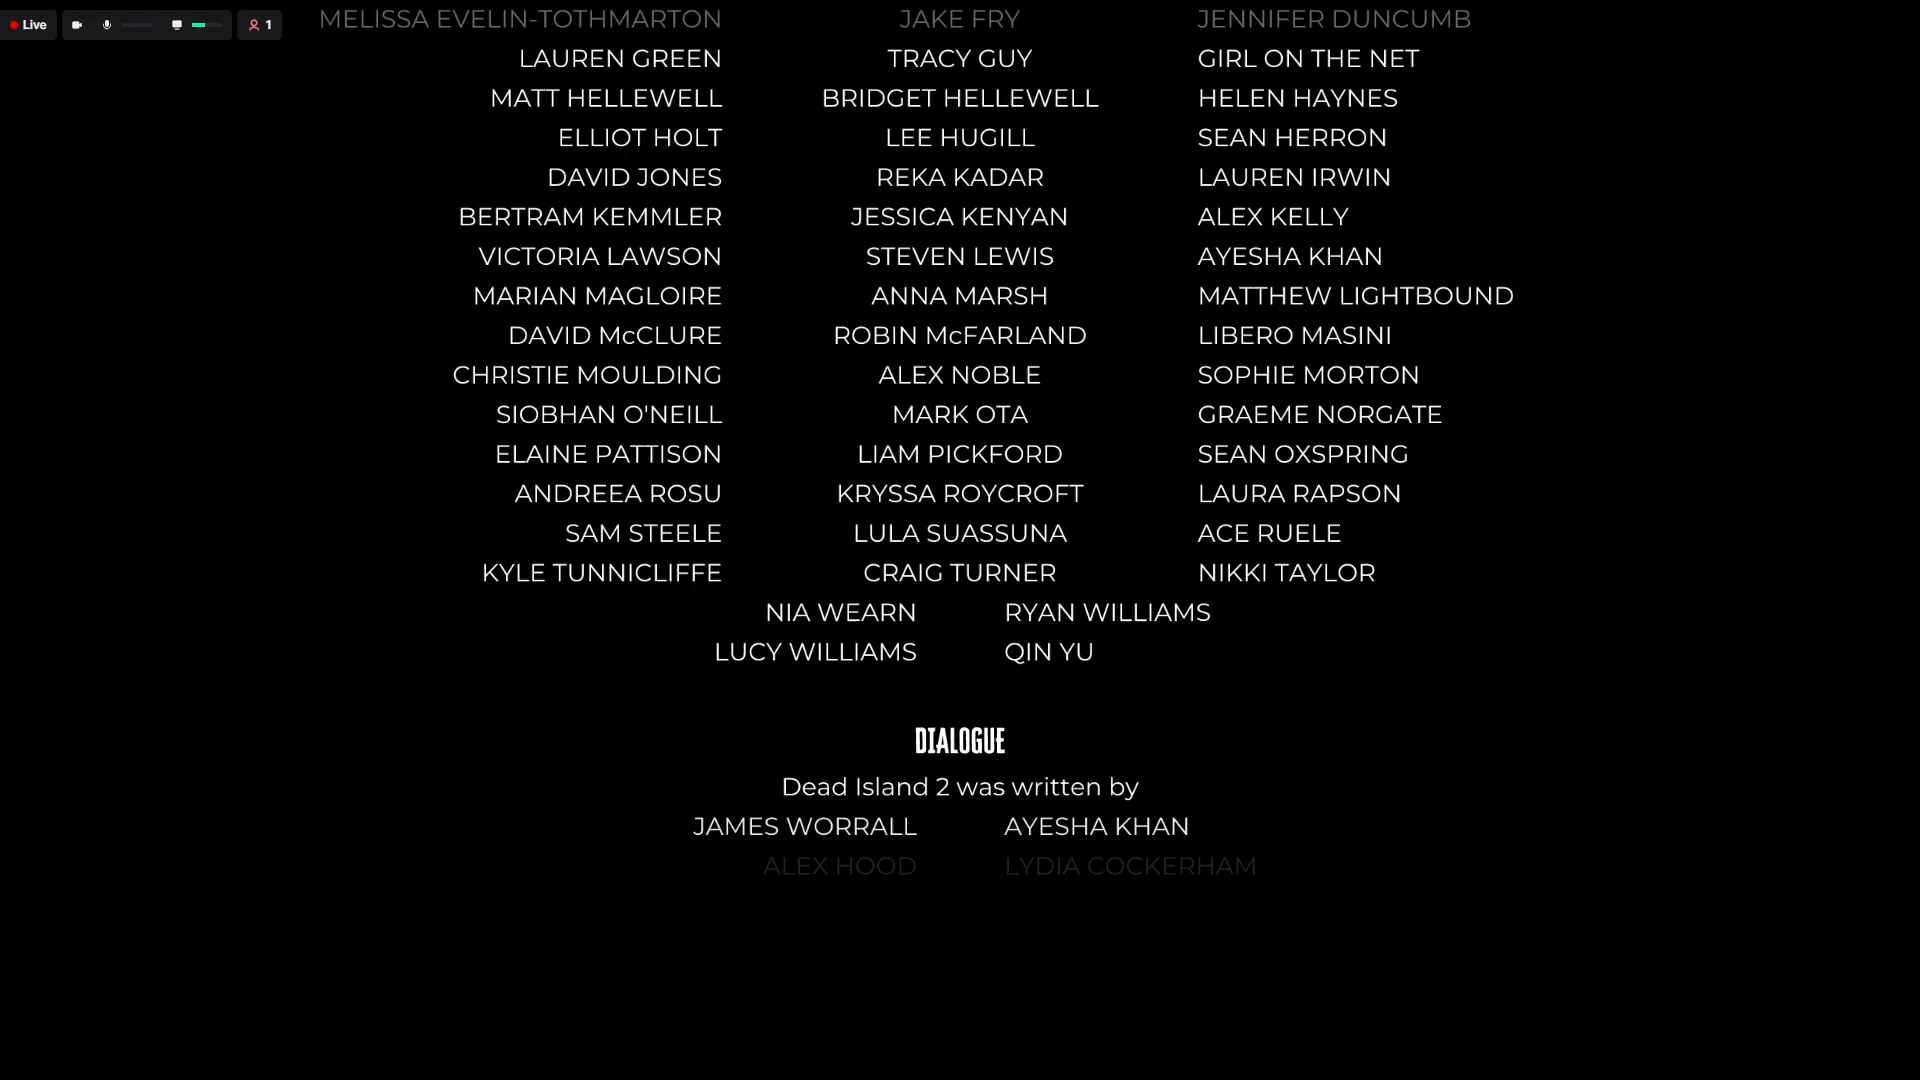 Live 1
MELISSA EVELIN-TOTHMARTON JAKE FRY JENNIFER DUNCUMB
LAUREN GREEN TRACY GUY GIRL ON THE NET
MATT HELLEWELL BRIDGET HELLEWELL HELEN HAYNES
ELLIOT HOLT LEE HUGILL SEAN HERRON
DAVID JONES REKA KADAR LAUREN IRWIN
BERTRAM KEMMLER JESSICA KENYAN ALEX KELLY
VICTORIA LAWSON STEVEN LEWIS AYESHA KHAN
MARIAN MAGLOIRE ANNA MARSH MATTHEW LIGHTBOUND
DAVID McCLURE ROBIN McFARLAND LIBERO MASINI
CHRISTIE MOULDING ALEX NOBLE SOPHIE MORTON
SIOBHAN O'NEILL MARK OTA GRAEME NORGATE
ELAINE PATTISON LIAM PICKFORD SEAN OXSPRING
ANDREEA ROSU KRYSSA ROYCROFT LAURA RAPSON
SAM STEELE LULA SUASSUNA ACE RUELE
KYLE TUNNICLIFFE CRAIG TURNER NIKKI TAYLOR
NIA WEARN RYAN WILLIAMS
LUCY WILLIAMS QIN YU
DIALOGUE
Dead Island 2 was written by
JAMES WORRALL AYESHA KHAN
ALEX HOOD LYDIA COCKERHAM